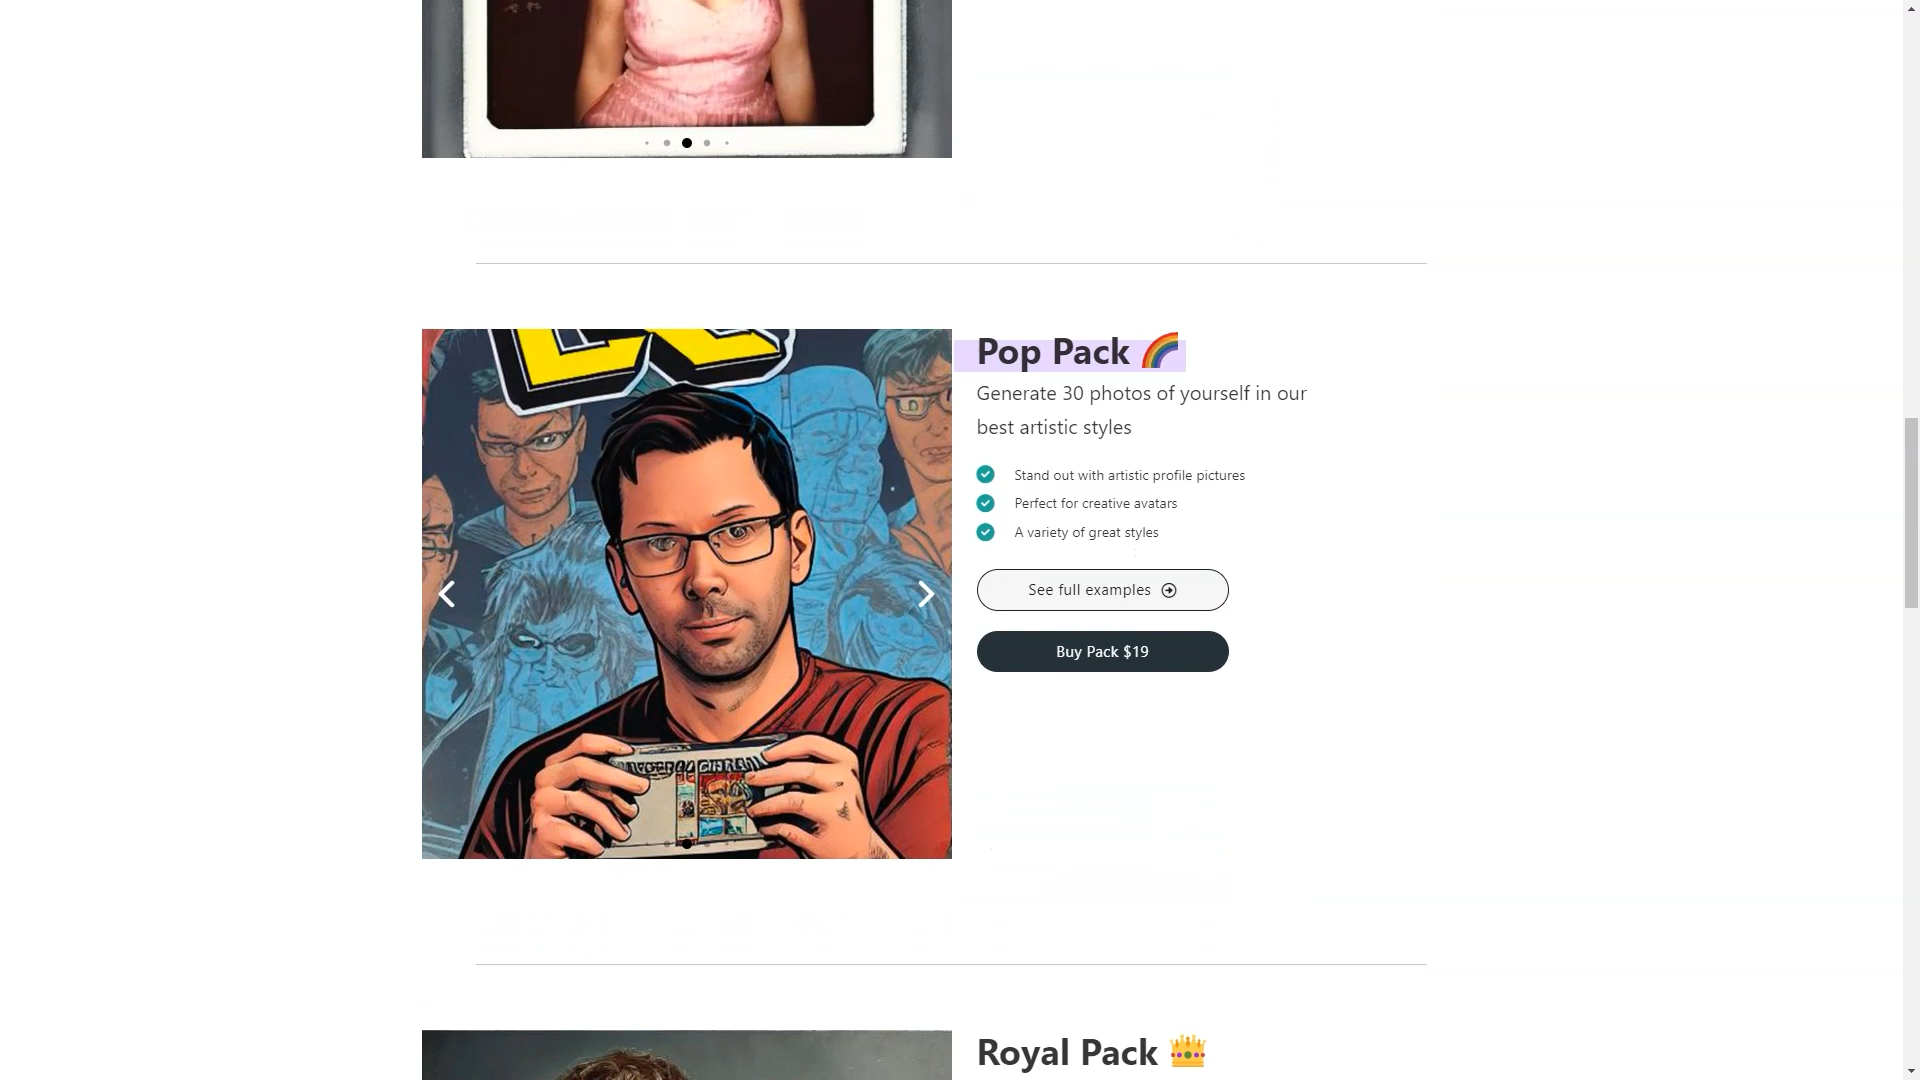 Pop Pack 🌈
Generate 30 photos of yourself in our
best artistic styles
Stand out with artistic profile pictures
Perfect for creative avatars
A variety of great styles
See full examples
Buy Pack $19
Royal Pack 👑